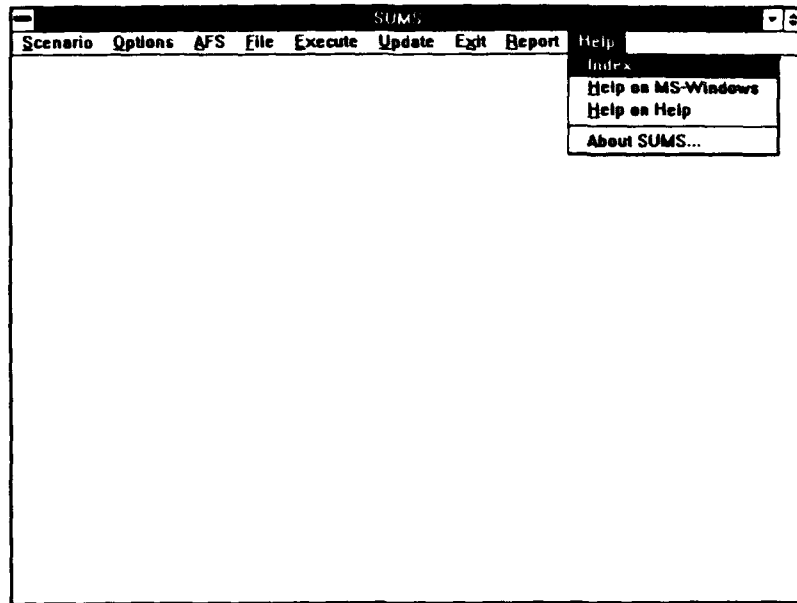 SUMS
Scenario Options AFS File Execute Update Exit Report Help
Index
Help on MS-Windows
Help on Help
About SUMS...